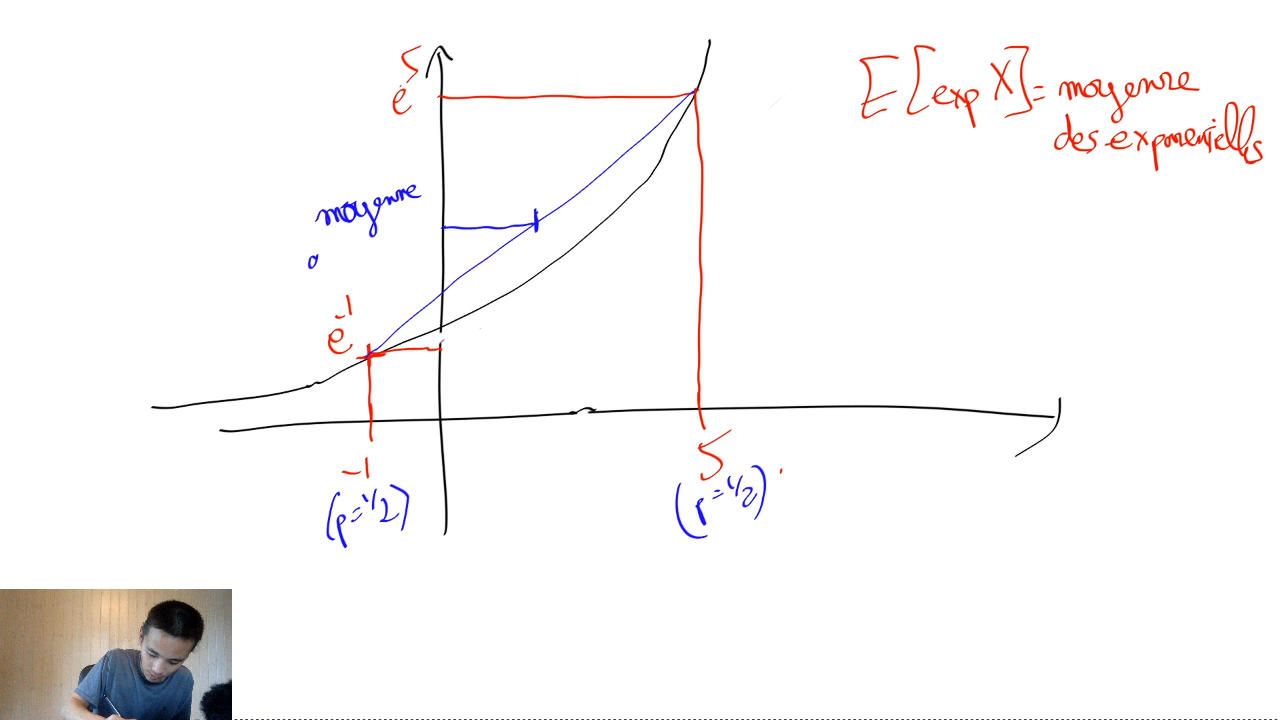 e^5
E[exp X] = moyenne
des exponentielles
moyenne
e^-1
-1
5
(p=1/2)
(p=1/2)